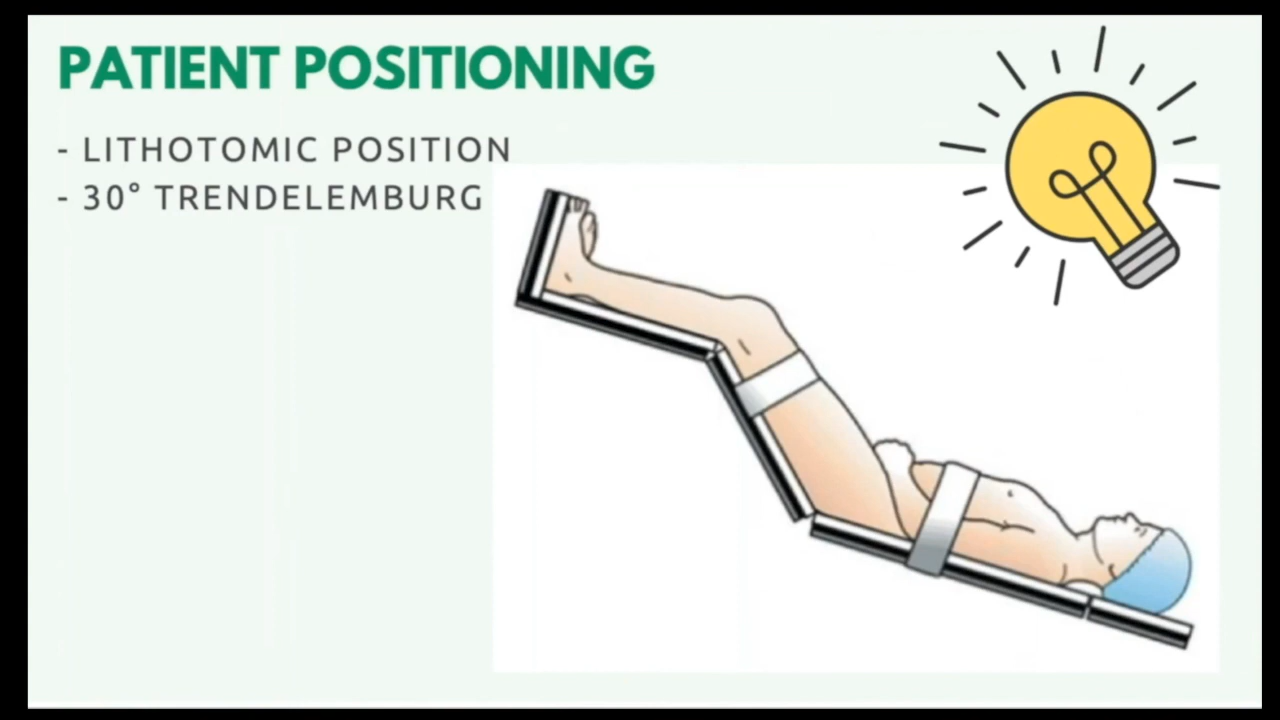 PATIENT POSITIONING
- LITHOTOMIC POSITION
- 30° TRENDELEMBURG